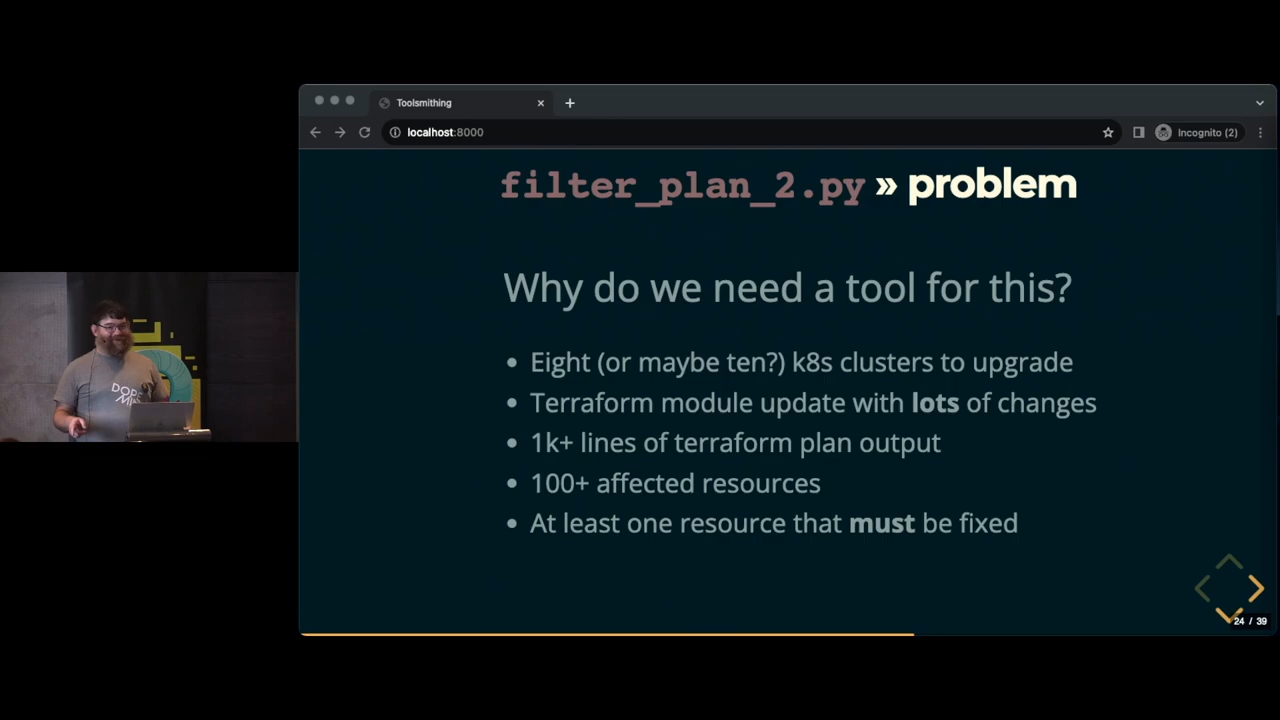 Toolsmithing
localhost:8000
Incognito (2)
filter_plan_2.py » problem
Why do we need a tool for this?
• Eight (or maybe ten?) k8s clusters to upgrade
• Terraform module update with lots of changes
• 1k+ lines of terraform plan output
• 100+ affected resources
• At least one resource that must be fixed
24 / 39